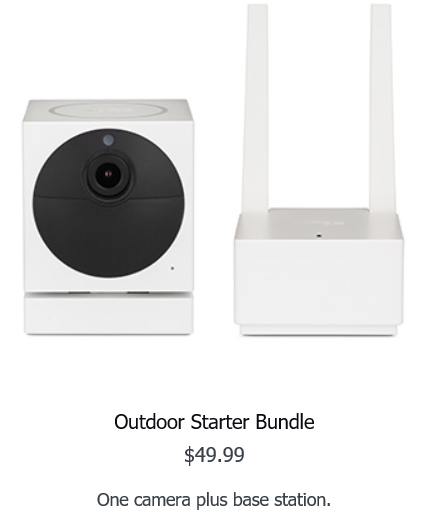 Outdoor Starter Bundle
$49.99
One camera plus base station.